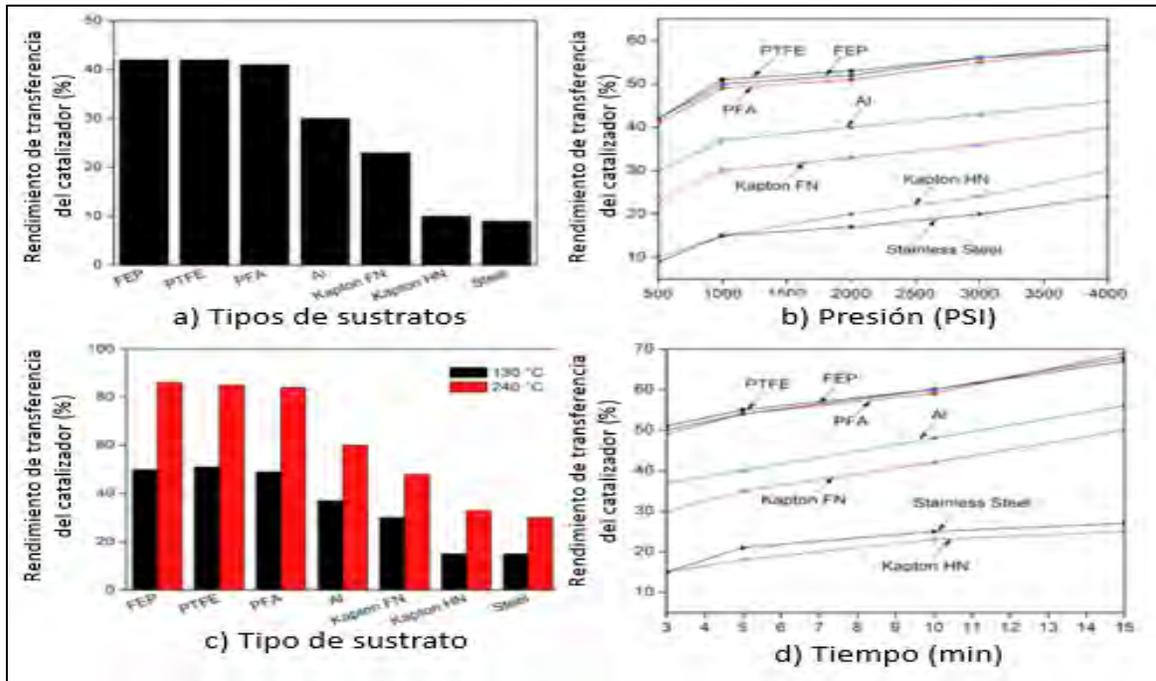 Rendimiento de transferencia
del catalizador (%)
50
40
30
20
10
0
FEP
PTFE
PFA
Al
Kapton FN
Kapton HN
Steel
a) Tipos de sustratos
Rendimiento de transferencia
del catalizador (%)
60
50
40
30
20
10
PTFE
FEP
PFA
Al
Kapton FN
Kapton HN
Stainless Steel
500
1000
1500
2000
2500
3000
3500
4000
b) Presión (PSI)
Rendimiento de transferencia
del catalizador (%)
100
80
60
40
20
0
130 °C
240 °C
FEP
PTFE
PFA
Al
Kapton FN
Kapton HN
Steel
c) Tipo de sustrato
Rendimiento de transferencia
del catalizador (%)
70
60
50
40
30
20
10
PTFE
FEP
PFA
Al
Kapton FN
Stainless Steel
Kapton HN
3
4
5
6
7
8
9
10
11
12
13
14
15
d) Tiempo (min)